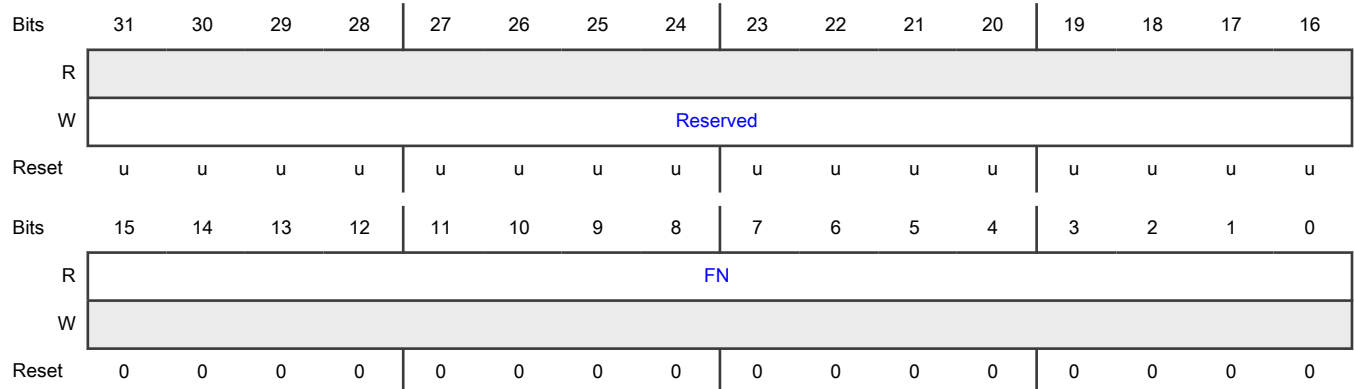 Bits 31 30 29 28 27 26 25 24 23 22 21 20 19 18 17 16
R
W Reserved
Reset u u u u u u u u u u u u u u u u
Bits 15 14 13 12 11 10 9 8 7 6 5 4 3 2 1 0
R FN
W
Reset 0 0 0 0 0 0 0 0 0 0 0 0 0 0 0 0